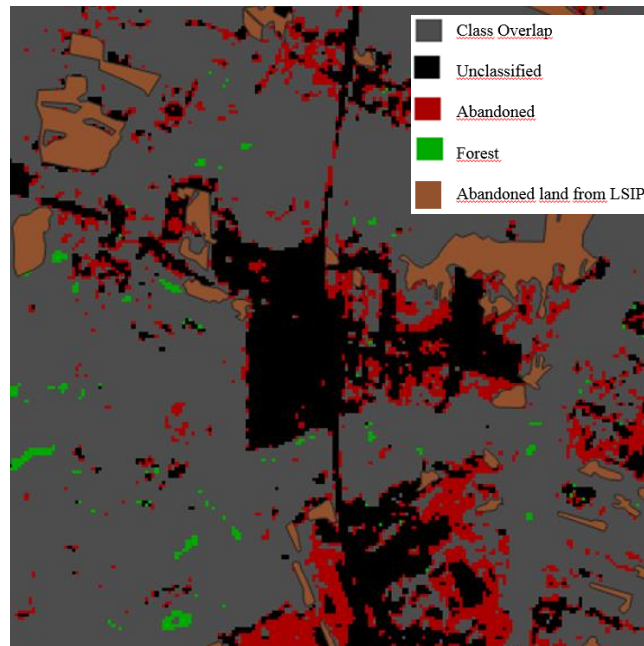 Class Overlap
Unclassified
Abandoned
Forest
Abandoned land from LSIP